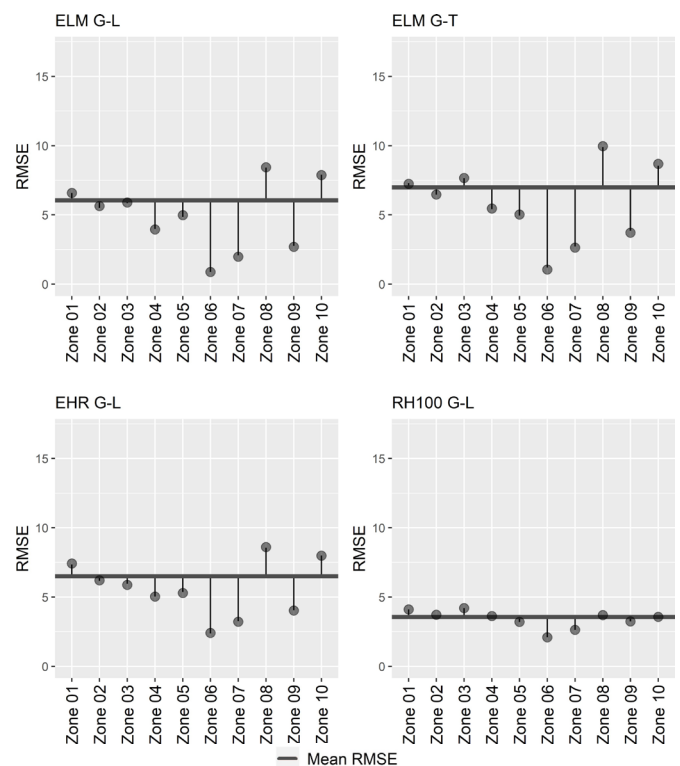 ELM G-L
ELM G-T
RMSE
15
10
5
0
Zone 01
Zone 02
Zone 03
Zone 04
Zone 05
Zone 06
Zone 07
Zone 08
Zone 09
Zone 10
RMSE
15
10
5
0
Zone 01
Zone 02
Zone 03
Zone 04
Zone 05
Zone 06
Zone 07
Zone 08
Zone 09
Zone 10
EHR G-L
RH100 G-L
RMSE
15
10
5
0
Zone 01
Zone 02
Zone 03
Zone 04
Zone 05
Zone 06
Zone 07
Zone 08
Zone 09
Zone 10
RMSE
15
10
5
0
Zone 01
Zone 02
Zone 03
Zone 04
Zone 05
Zone 06
Zone 07
Zone 08
Zone 09
Zone 10
Mean RMSE